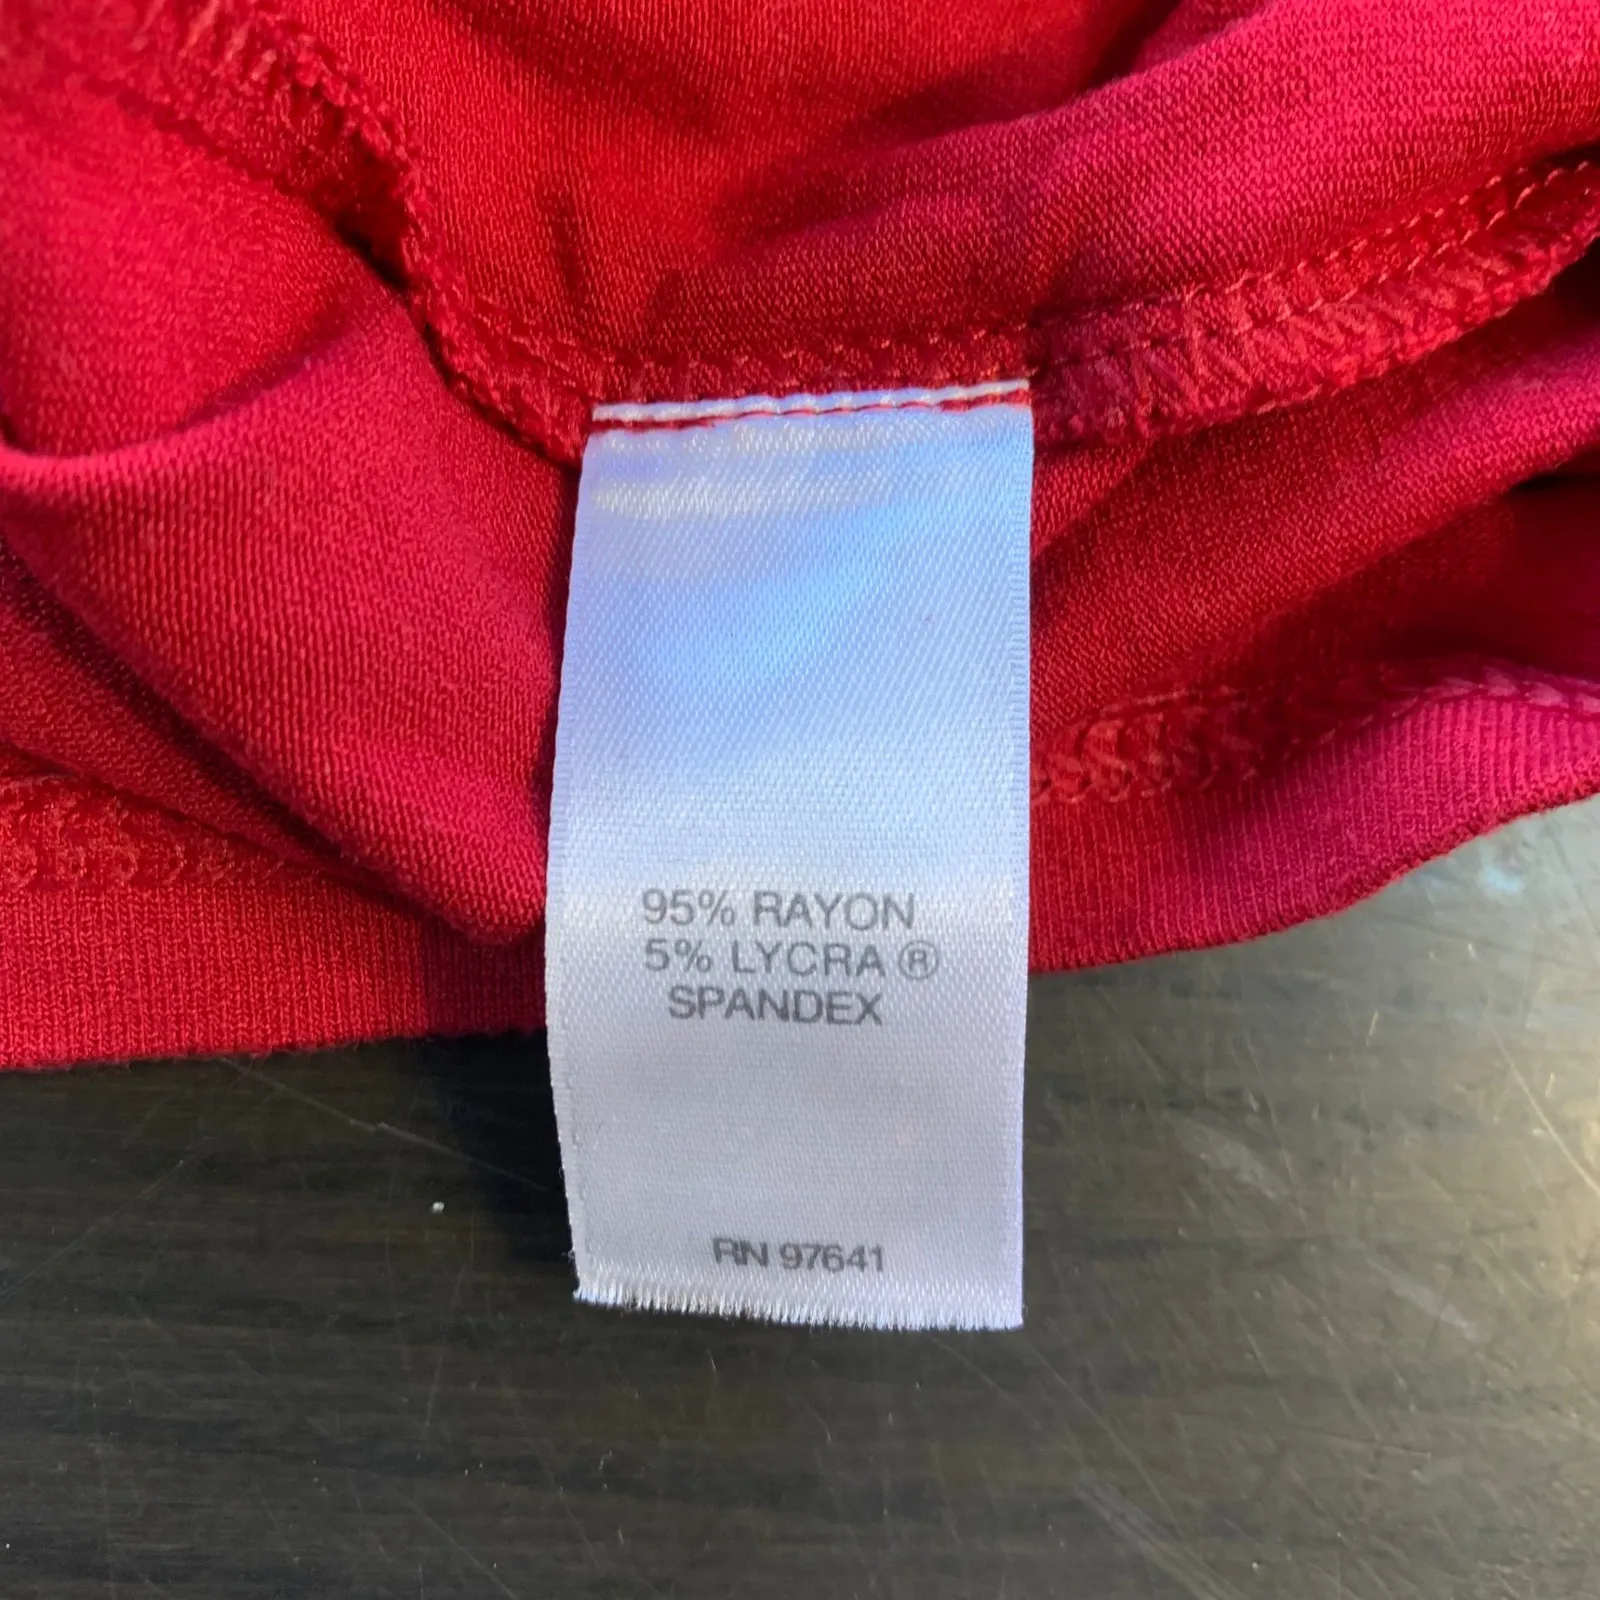 95% RAYON
5% LYCRA ®
SPANDEX
RN 97641